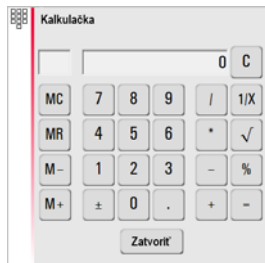 Kalkulačka
0 C
MC 7 8 9 / 1/X
MR 4 5 6 * √
M− 1 2 3 − %
M+ ± 0 . + =
Zatvoriť